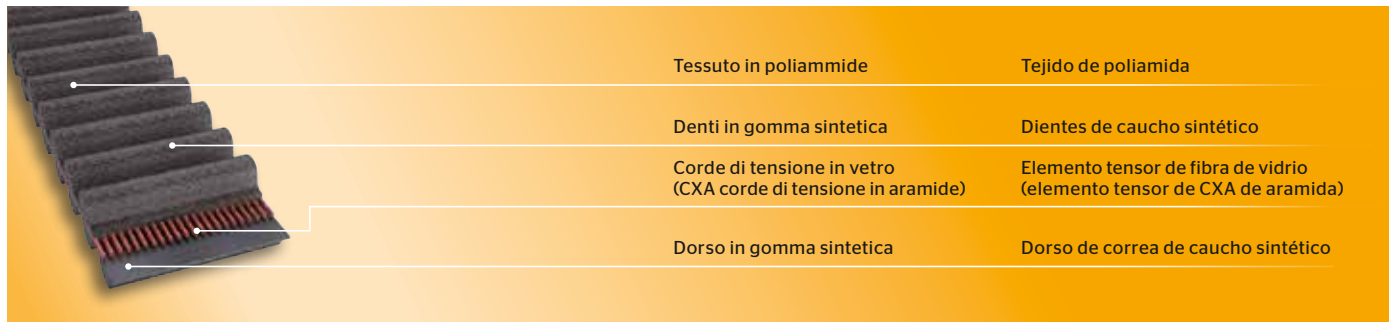 Tessuto in poliammide
Tejido de poliamida
Denti in gomma sintetica
Dientes de caucho sintético
Corde di tensione in vetro
(CXA corde di tensione in aramide)
Elemento tensor de fibra de vidrio
(elemento tensor de CXA de aramida)
Dorso in gomma sintetica
Dorso de correa de caucho sintético